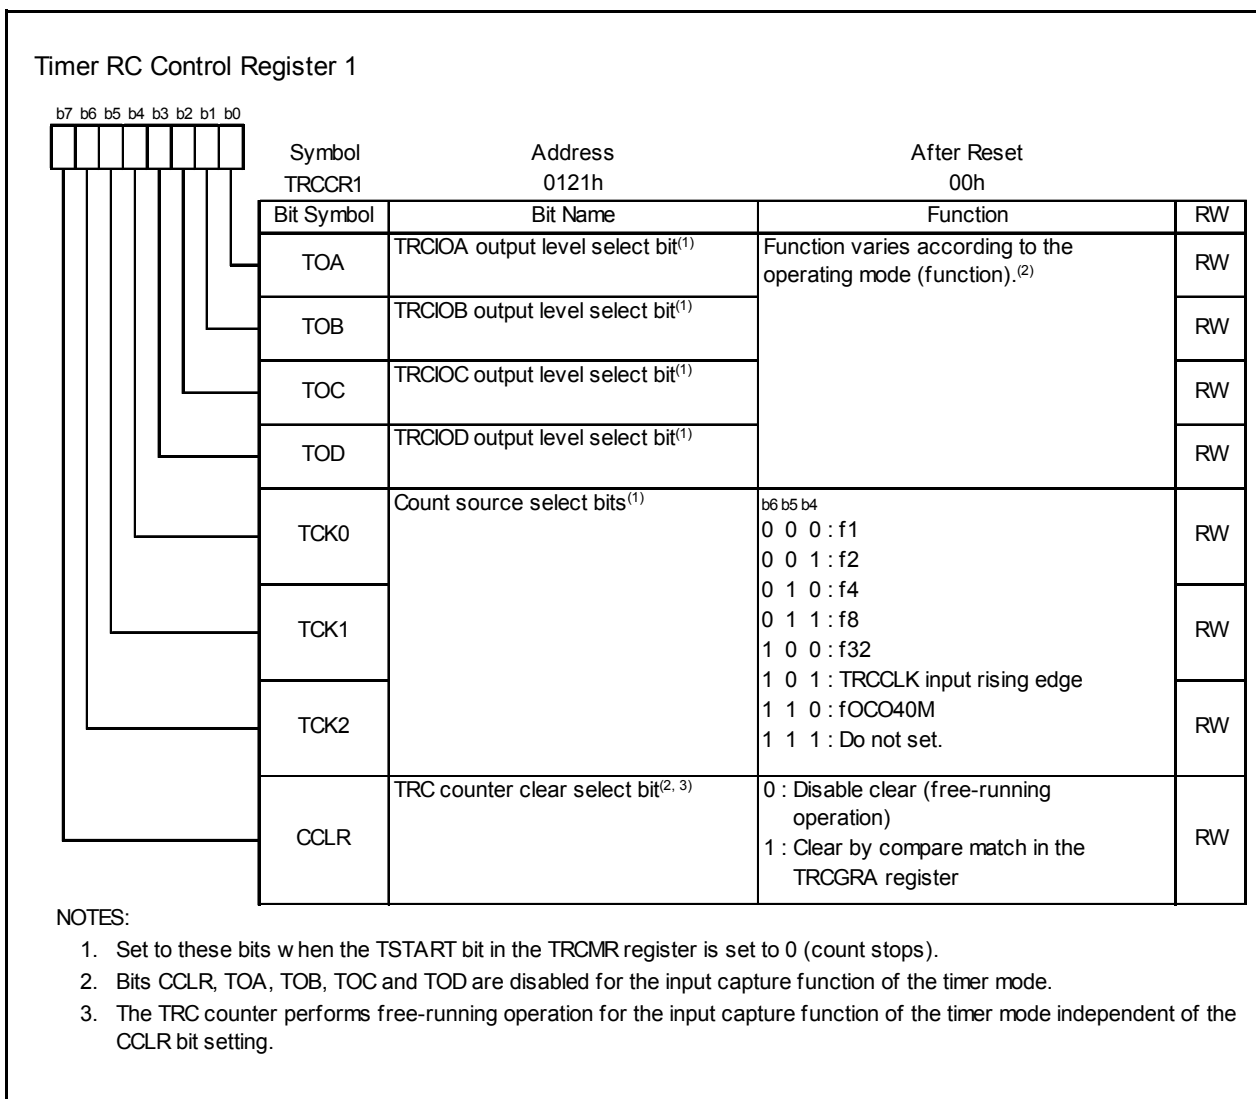 Timer RC Control Register 1
b7 b6 b5 b4 b3 b2 b1 b0
Symbol Address After Reset
TRCCR1 0121h 00h
Bit Symbol Bit Name Function RW
TOA TRCIOA output level select bit(1) Function varies according to the
operating mode (function).(2) RW
TOB TRCIOB output level select bit(1) RW
TOC TRCIOC output level select bit(1) RW
TOD TRCIOD output level select bit(1) RW
TCK0 Count source select bits(1) b6 b5 b4 RW
0 0 0 : f1
0 0 1 : f2
0 1 0 : f4
TCK1 0 1 1 : f8 RW
1 0 0 : f32
1 0 1 : TRCCLK input rising edge
TCK2 1 1 0 : fOCO40M RW
1 1 1 : Do not set.
CCLR TRC counter clear select bit(2, 3) 0 : Disable clear (free-running RW
operation)
1 : Clear by compare match in the
TRCGRA register
NOTES:
1. Set to these bits when the TSTART bit in the TRCMR register is set to 0 (count stops).
2. Bits CCLR, TOA, TOB, TOC and TOD are disabled for the input capture function of the timer mode.
3. The TRC counter performs free-running operation for the input capture function of the timer mode independent of the
CCLR bit setting.